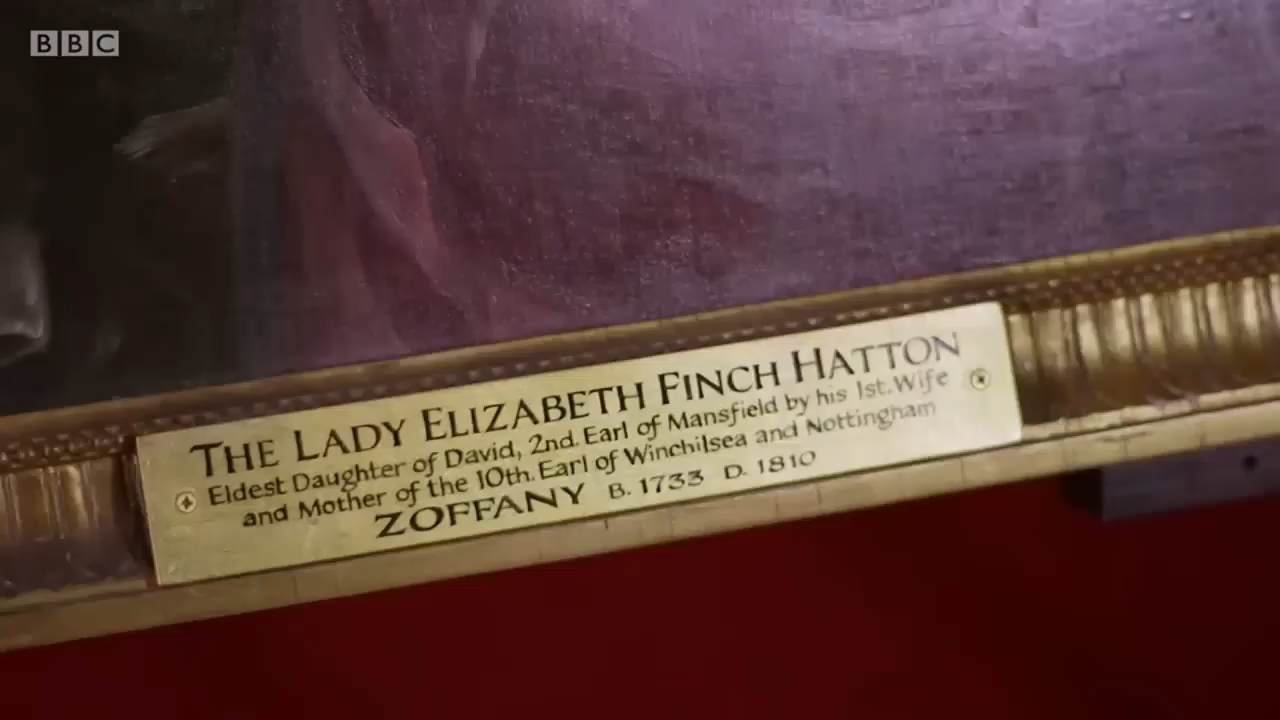 BBC
THE LADY ELIZABETH FINCH HATTON
Eldest Daughter of David, 2nd. Earl of Mansfield by his 1st. Wife
and Mother of the 10th. Earl of Winchilsea and Nottingham
ZOFFANY B. 1733 D. 1810